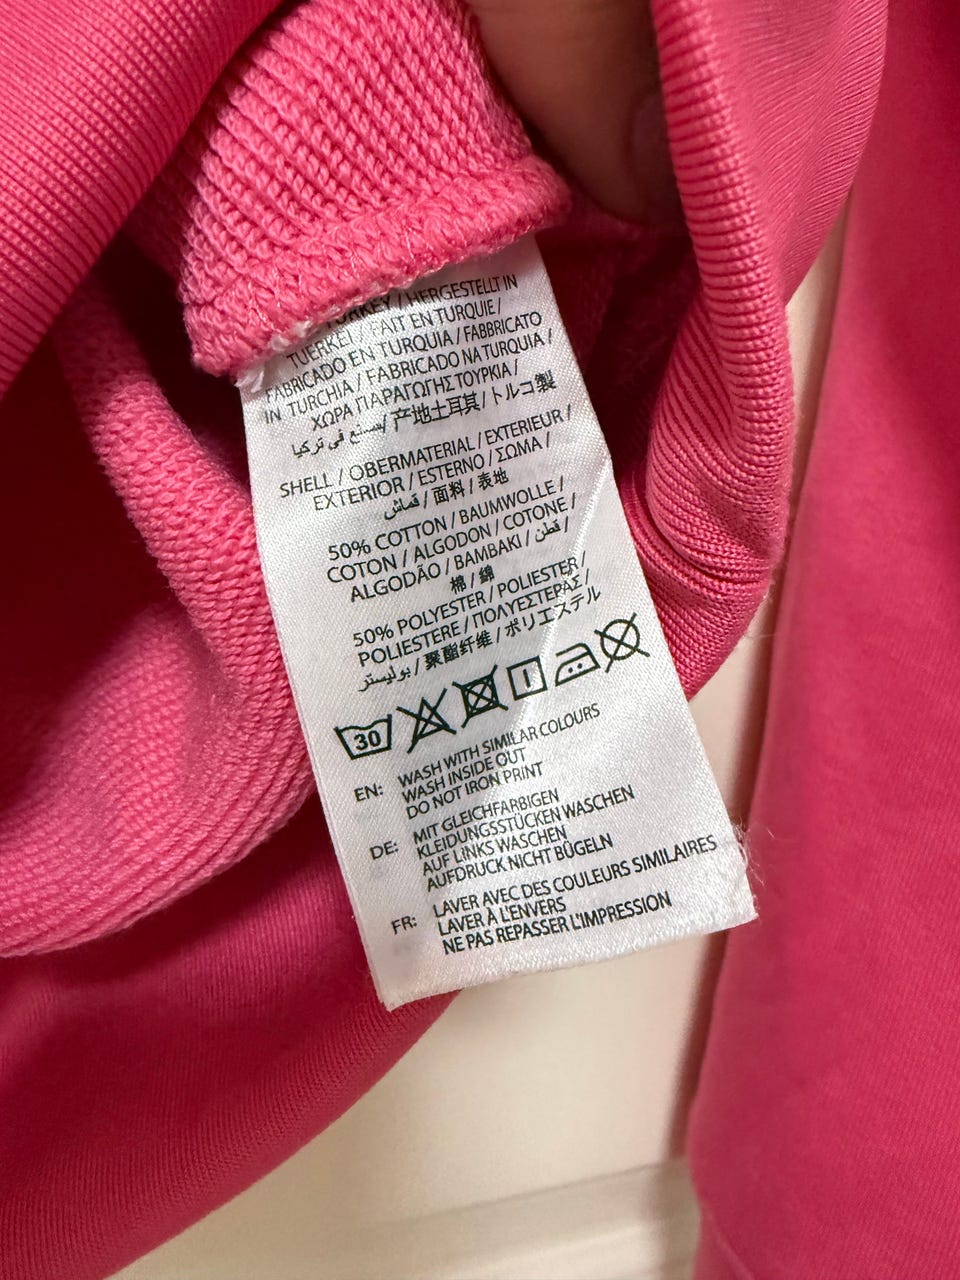 TURKEY / HERGESTELLT IN
TUERKEY / FAIT EN TURQUIE /
FABRICADO EN TURQUIA / FABBRICATO
IN TURCHIA / FABRICADO NA TURQUIA /
ΧΩΡΑ ΠΑΡΑΓΩΓΗΣ ΤΟΥΡΚΙΑ /
صنع في تركيا / 产地土耳其 / トルコ製
SHELL / OBERMATERIAL / EXTERIEUR /
EXTERIOR / ESTERNO / ΣΩΜΑ /
قماش / 面料 / 表地
50% COTTON / BAUMWOLLE /
COTON / ALGODON / COTONE /
ALGODÃO / BAMBAKI / قطن /
棉 / 綿
50% POLYESTER / POLIESTER /
POLIESTERE / ΠΟΛΥΕΣΤΕΡΑΣ /
بوليستر / 聚酯纤维 / ポリエステル
30
EN: WASH WITH SIMILAR COLOURS
WASH INSIDE OUT
DO NOT IRON PRINT
DE: MIT GLEICHFARBIGEN
KLEIDUNGSSTÜCKEN WASCHEN
AUF LINKS WASCHEN
AUFDRUCK NICHT BÜGELN
FR: LAVER AVEC DES COULEURS SIMILAIRES
LAVER À L'ENVERS
NE PAS REPASSER L'IMPRESSION